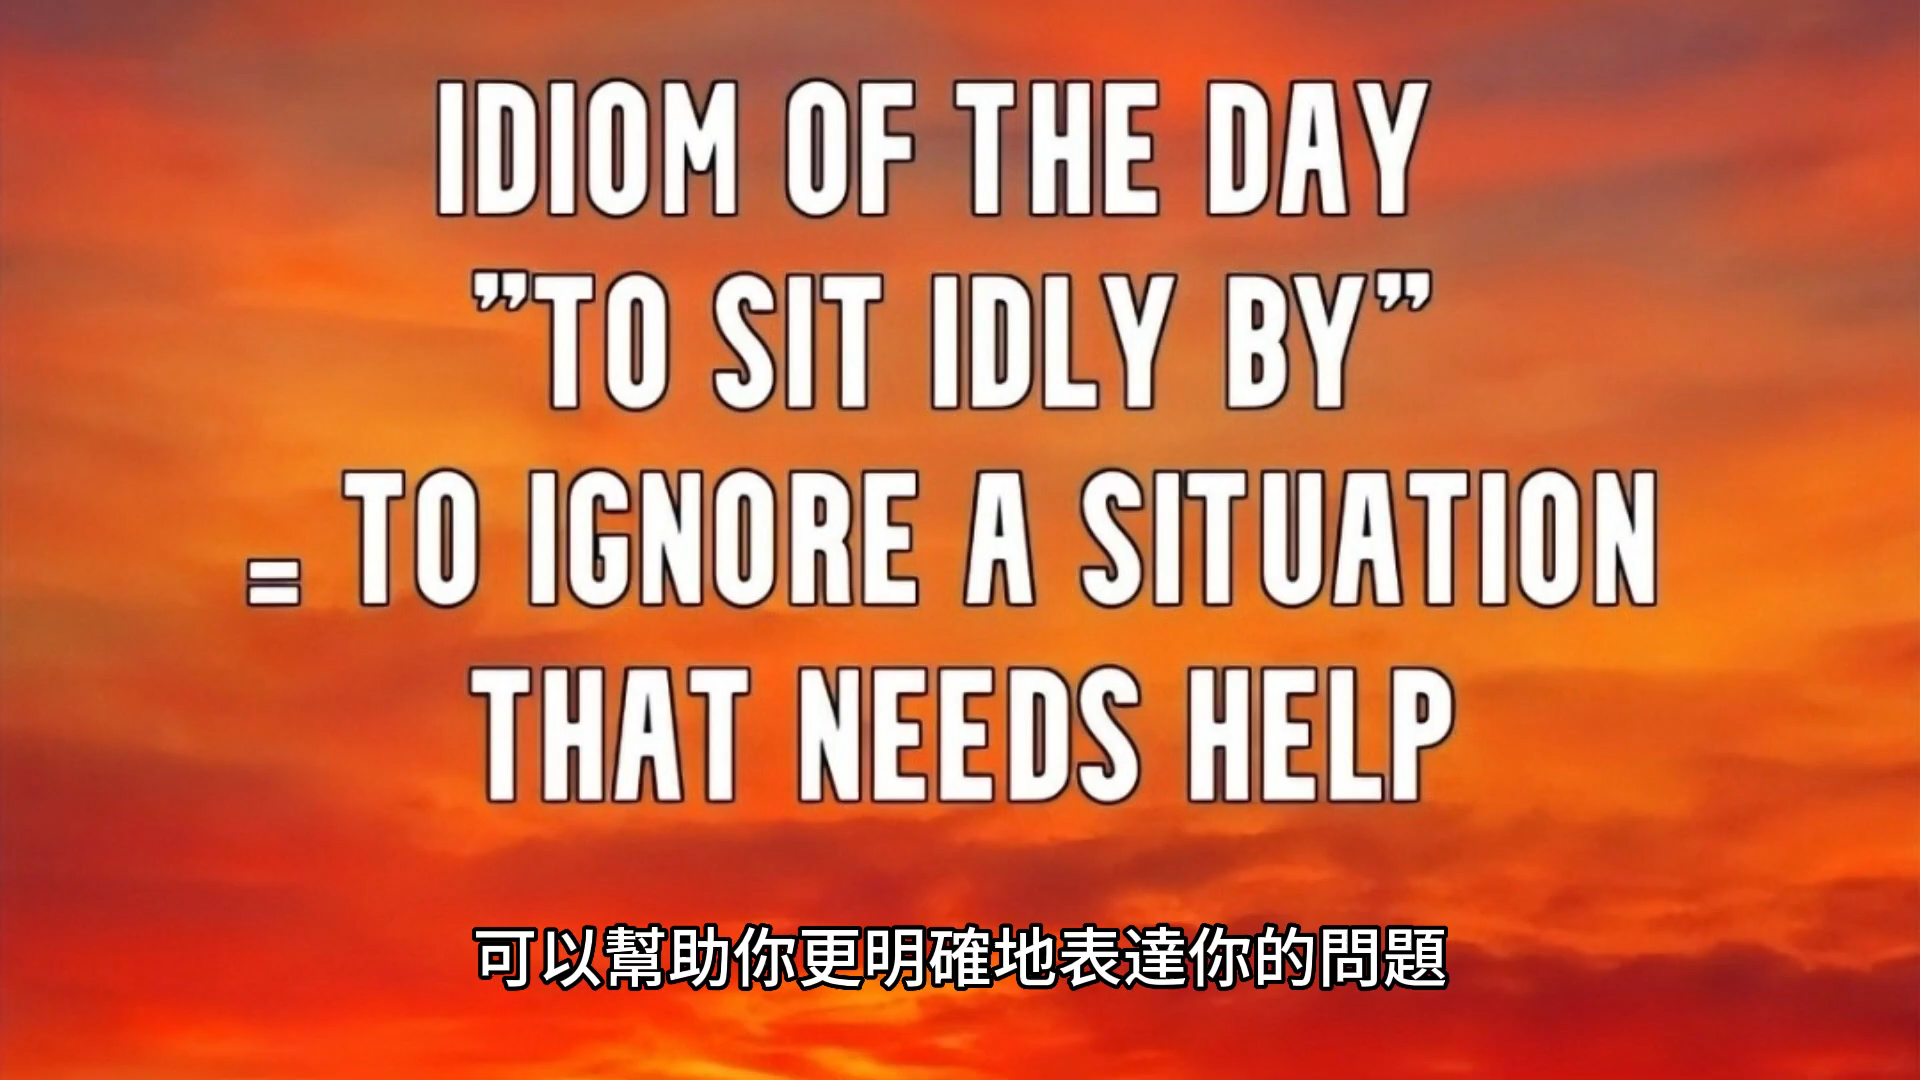 IDIOM OF THE DAY
”TO SIT IDLY BY”
= TO IGNORE A SITUATION
THAT NEEDS HELP
可以幫助你更明確地表達你的問題